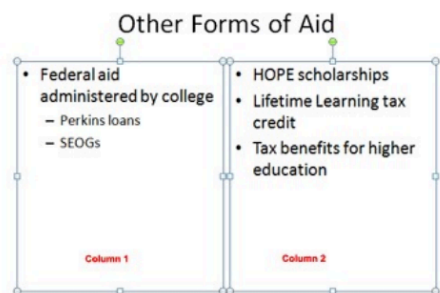 Other Forms of Aid
• Federal aid
administered by college
– Perkins loans
– SEOGs
Column 1
• HOPE scholarships
• Lifetime Learning tax
credit
• Tax benefits for higher
education
Column 2